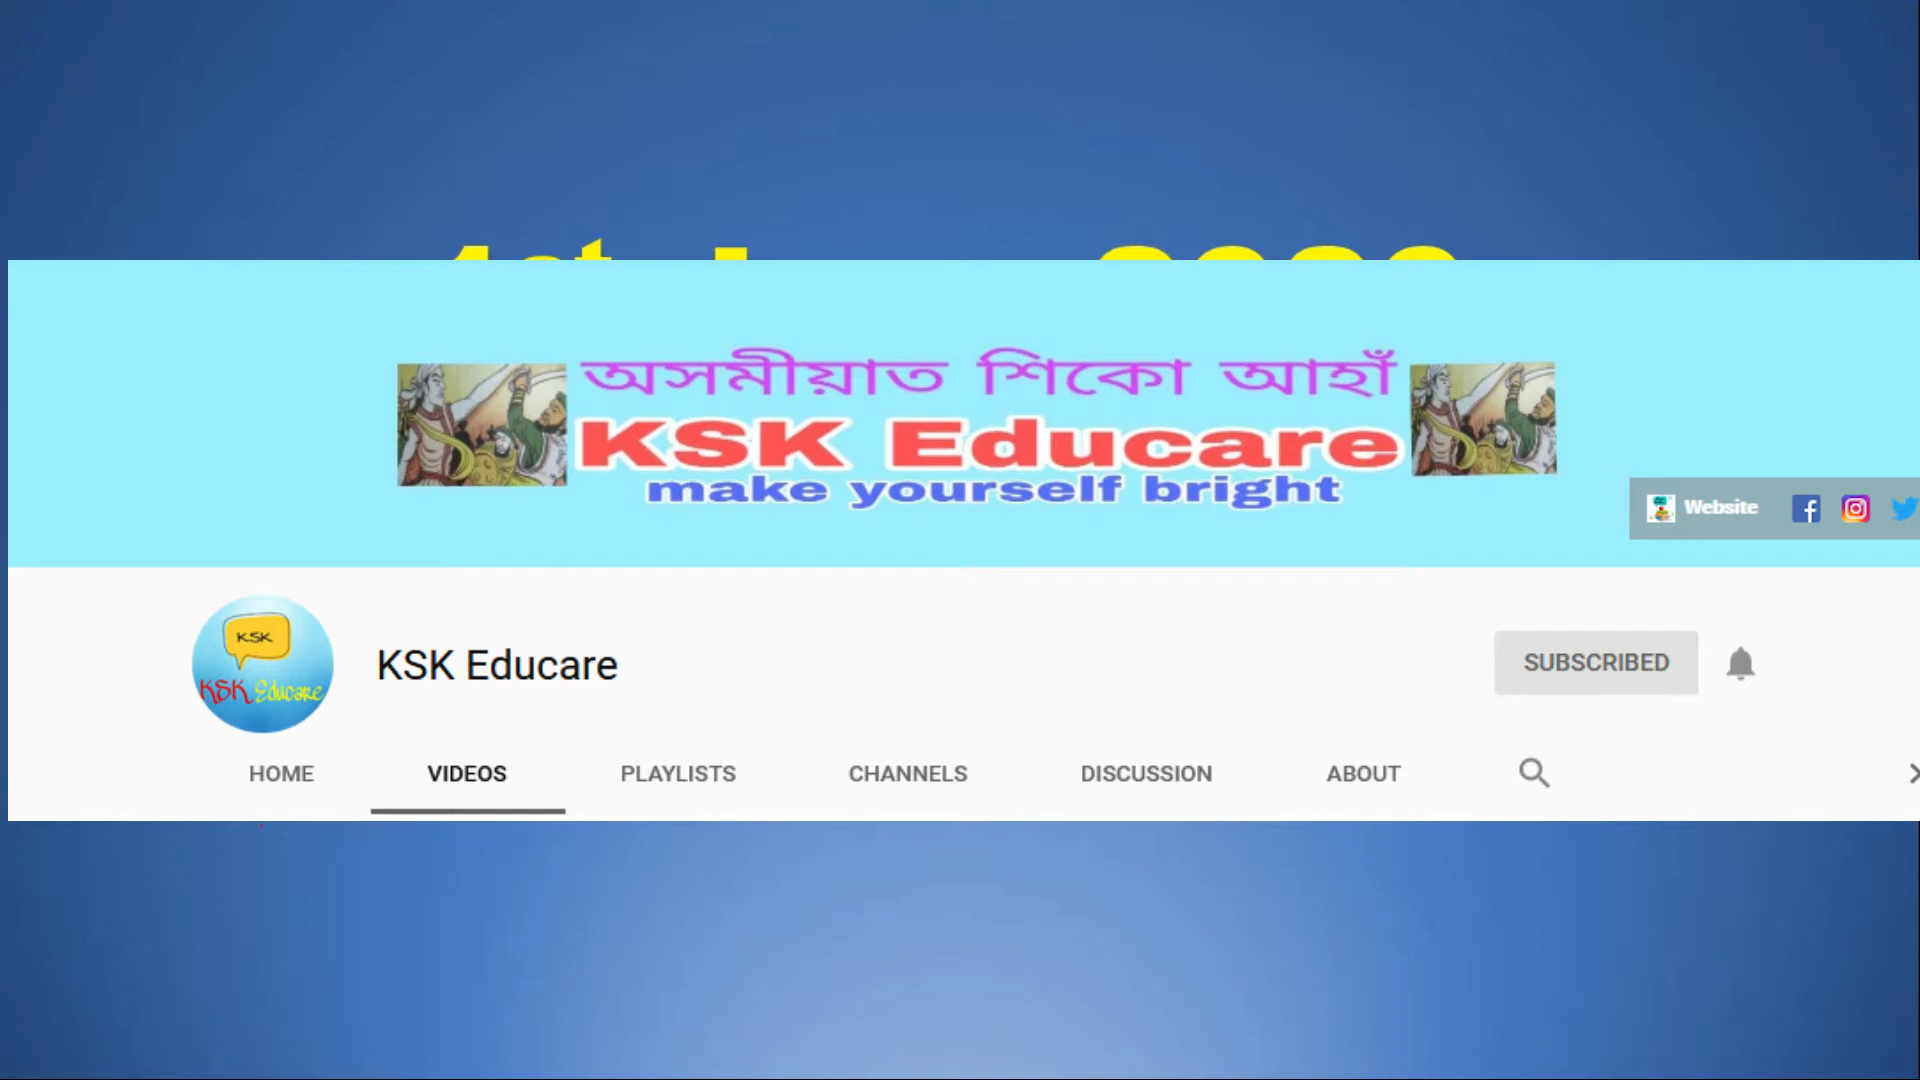 অসমীয়াত শিকো আহাঁ
KSK Educare
make yourself bright
Website
KSK
KSK Educare
KSK Educare
SUBSCRIBED
HOME VIDEOS PLAYLISTS CHANNELS DISCUSSION ABOUT